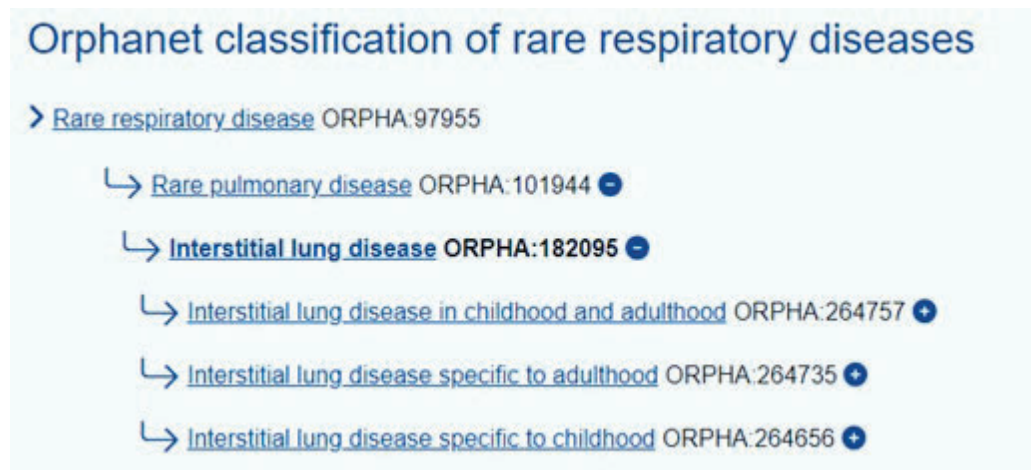 Orphanet classification of rare respiratory diseases
Rare respiratory disease ORPHA:97955
Rare pulmonary disease ORPHA:101944
Interstitial lung disease ORPHA:182095
Interstitial lung disease in childhood and adulthood ORPHA:264757
Interstitial lung disease specific to adulthood ORPHA:264735
Interstitial lung disease specific to childhood ORPHA:264656